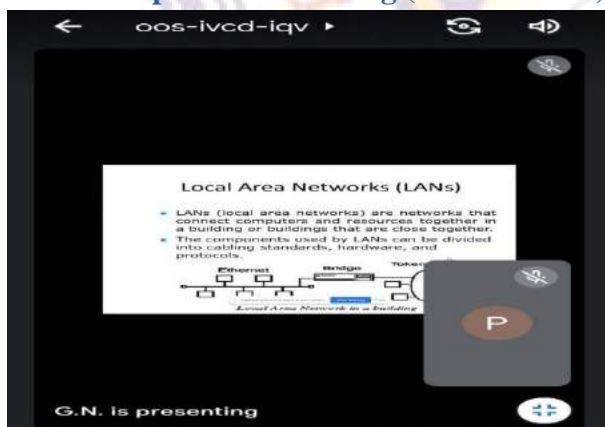 oos-ivcd-iqv
Local Area Networks (LANs)
LANs (local area networks) are networks that
connect computers and resources together in
a building or buildings that are close together.
The components used by LANs can be divided
into cabling standards, hardware, and
protocols.
Ethernet Bridge Token
Local Area Network in a building
P
G.N. is presenting